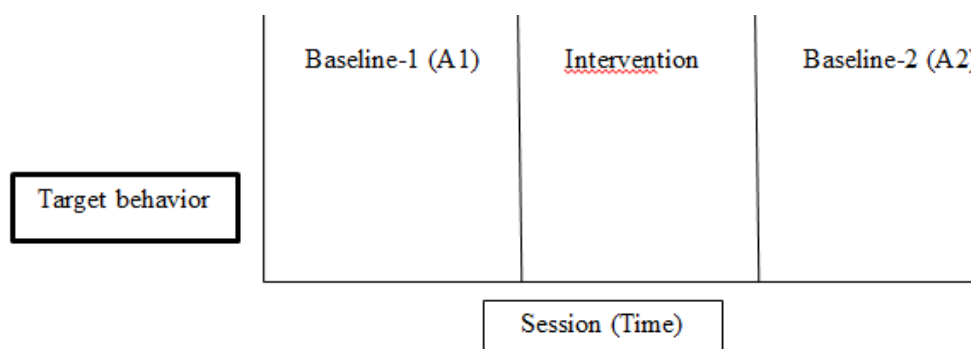 Baseline-1 (A1)
Intervention
Baseline-2 (A2)
Target behavior
Session (Time)